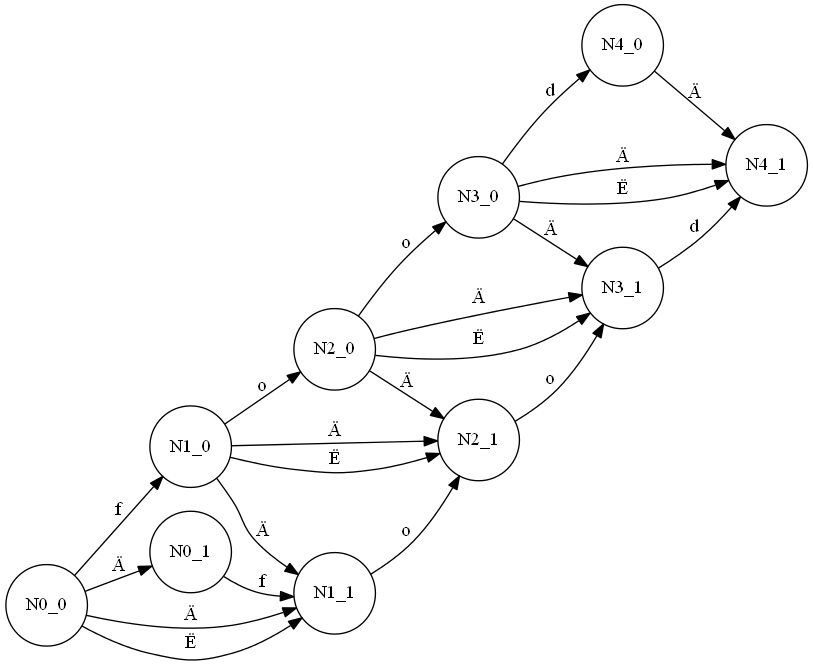 N4_0
d
Ä
Ä
N4_1
N3_0
Ë
o
Ä
d
Ä
N3_1
N2_0
Ë
o
Ä
o
Ä
N1_0
N2_1
Ë
f
Ä
o
N0_1
Ä
f
N1_1
N0_0
Ä
Ë